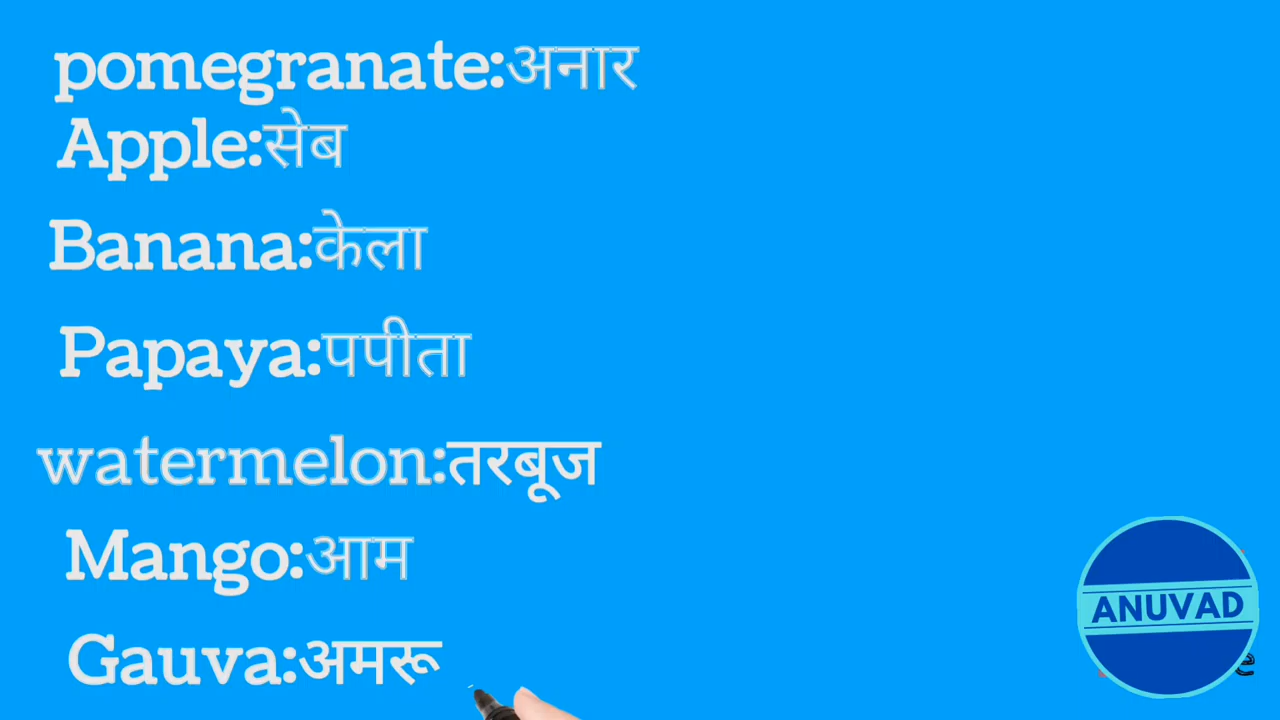 pomegranate:अनार
Apple:सेब
Banana:केला
Papaya:पपीता
watermelon:तरबूज
Mango:आम
Gauva:अमरू
ANUVAD